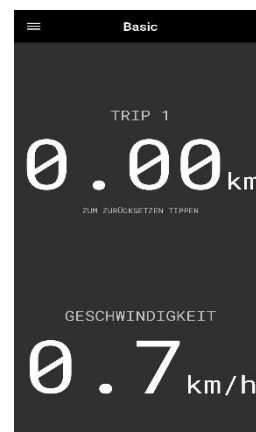 Basic
TRIP 1
0.00km
ZUM ZURÜCKSETZEN TIPPEN
GESCHWINDIGKEIT
0.7km/h